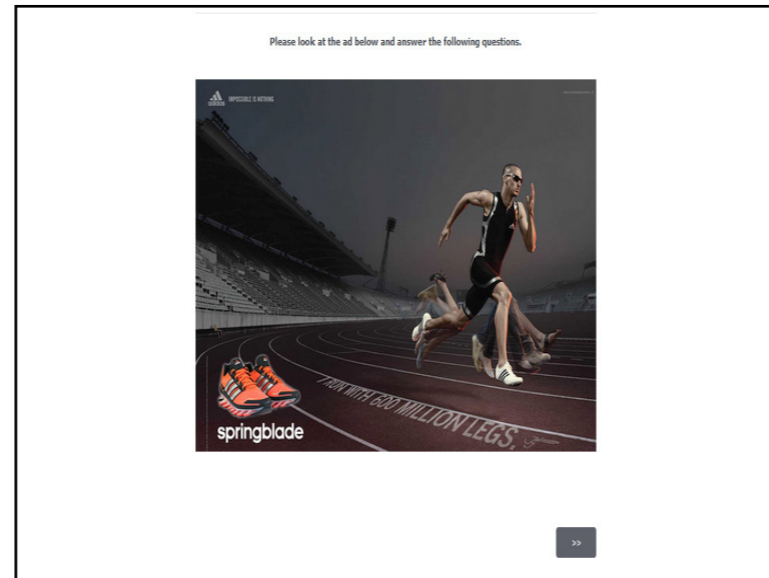 Please look at the ad below and answer the following questions.
adidas
IMPOSSIBLE IS NOTHING
I RUN WITH 600 MILLION LEGS.
springblade
>>